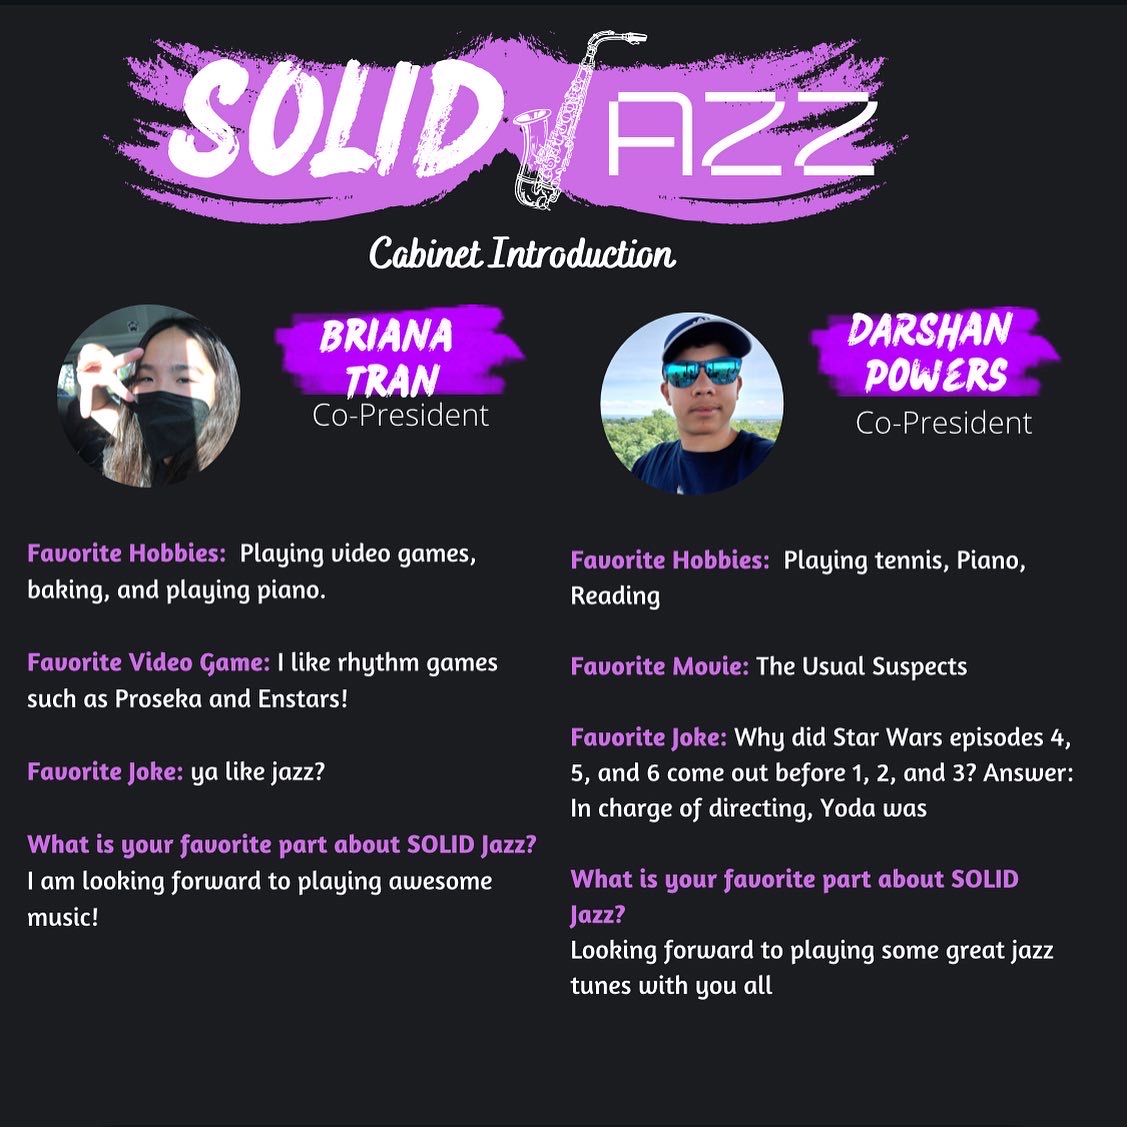 SOLID JAZZ
Cabinet Introduction
BRIANA
TRAN
Co-President
Favorite Hobbies: Playing video games,
baking, and playing piano.
Favorite Video Game: I like rhythm games
such as Proseka and Enstars!
Favorite Joke: ya like jazz?
What is your favorite part about SOLID Jazz?
I am looking forward to playing awesome
music!
DARSHAN
POWERS
Co-President
Favorite Hobbies: Playing tennis, Piano,
Reading
Favorite Movie: The Usual Suspects
Favorite Joke: Why did Star Wars episodes 4,
5, and 6 come out before 1, 2, and 3? Answer:
In charge of directing, Yoda was
What is your favorite part about SOLID
Jazz?
Looking forward to playing some great jazz
tunes with you all